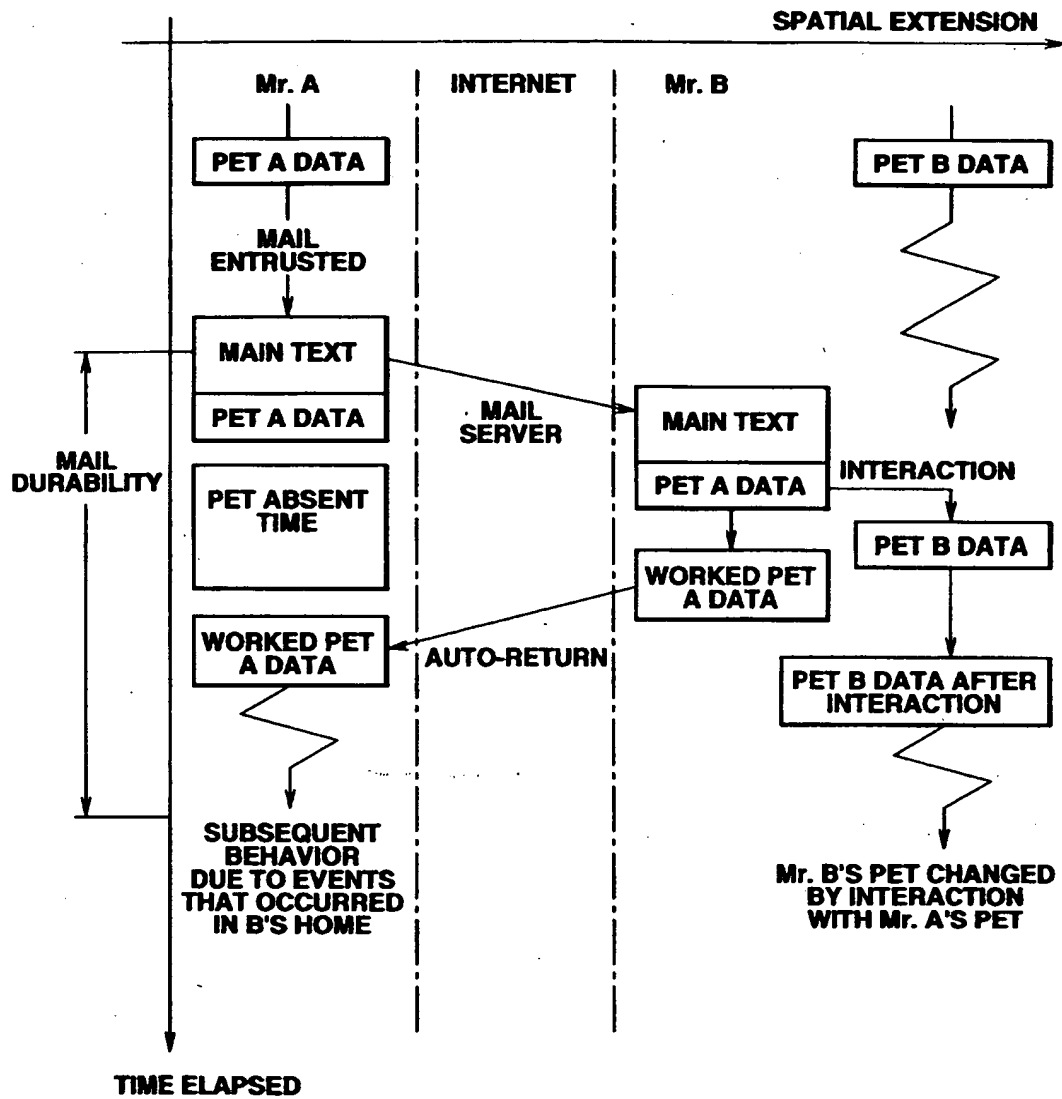 SPATIAL EXTENSION
Mr. A
INTERNET
Mr. B
PET A DATA
PET B DATA
MAIL
ENTRUSTED
MAIN TEXT
PET A DATA
MAIL
SERVER
MAIN TEXT
PET A DATA
INTERACTION
MAIL
DURABILITY
PET ABSENT
TIME
PET B DATA
WORKED PET
A DATA
WORKED PET
A DATA
AUTO-RETURN
PET B DATA AFTER
INTERACTION
SUBSEQUENT
BEHAVIOR
DUE TO EVENTS
THAT OCCURRED
IN B'S HOME
Mr. B'S PET CHANGED
BY INTERACTION
WITH Mr. A'S PET
TIME ELAPSED